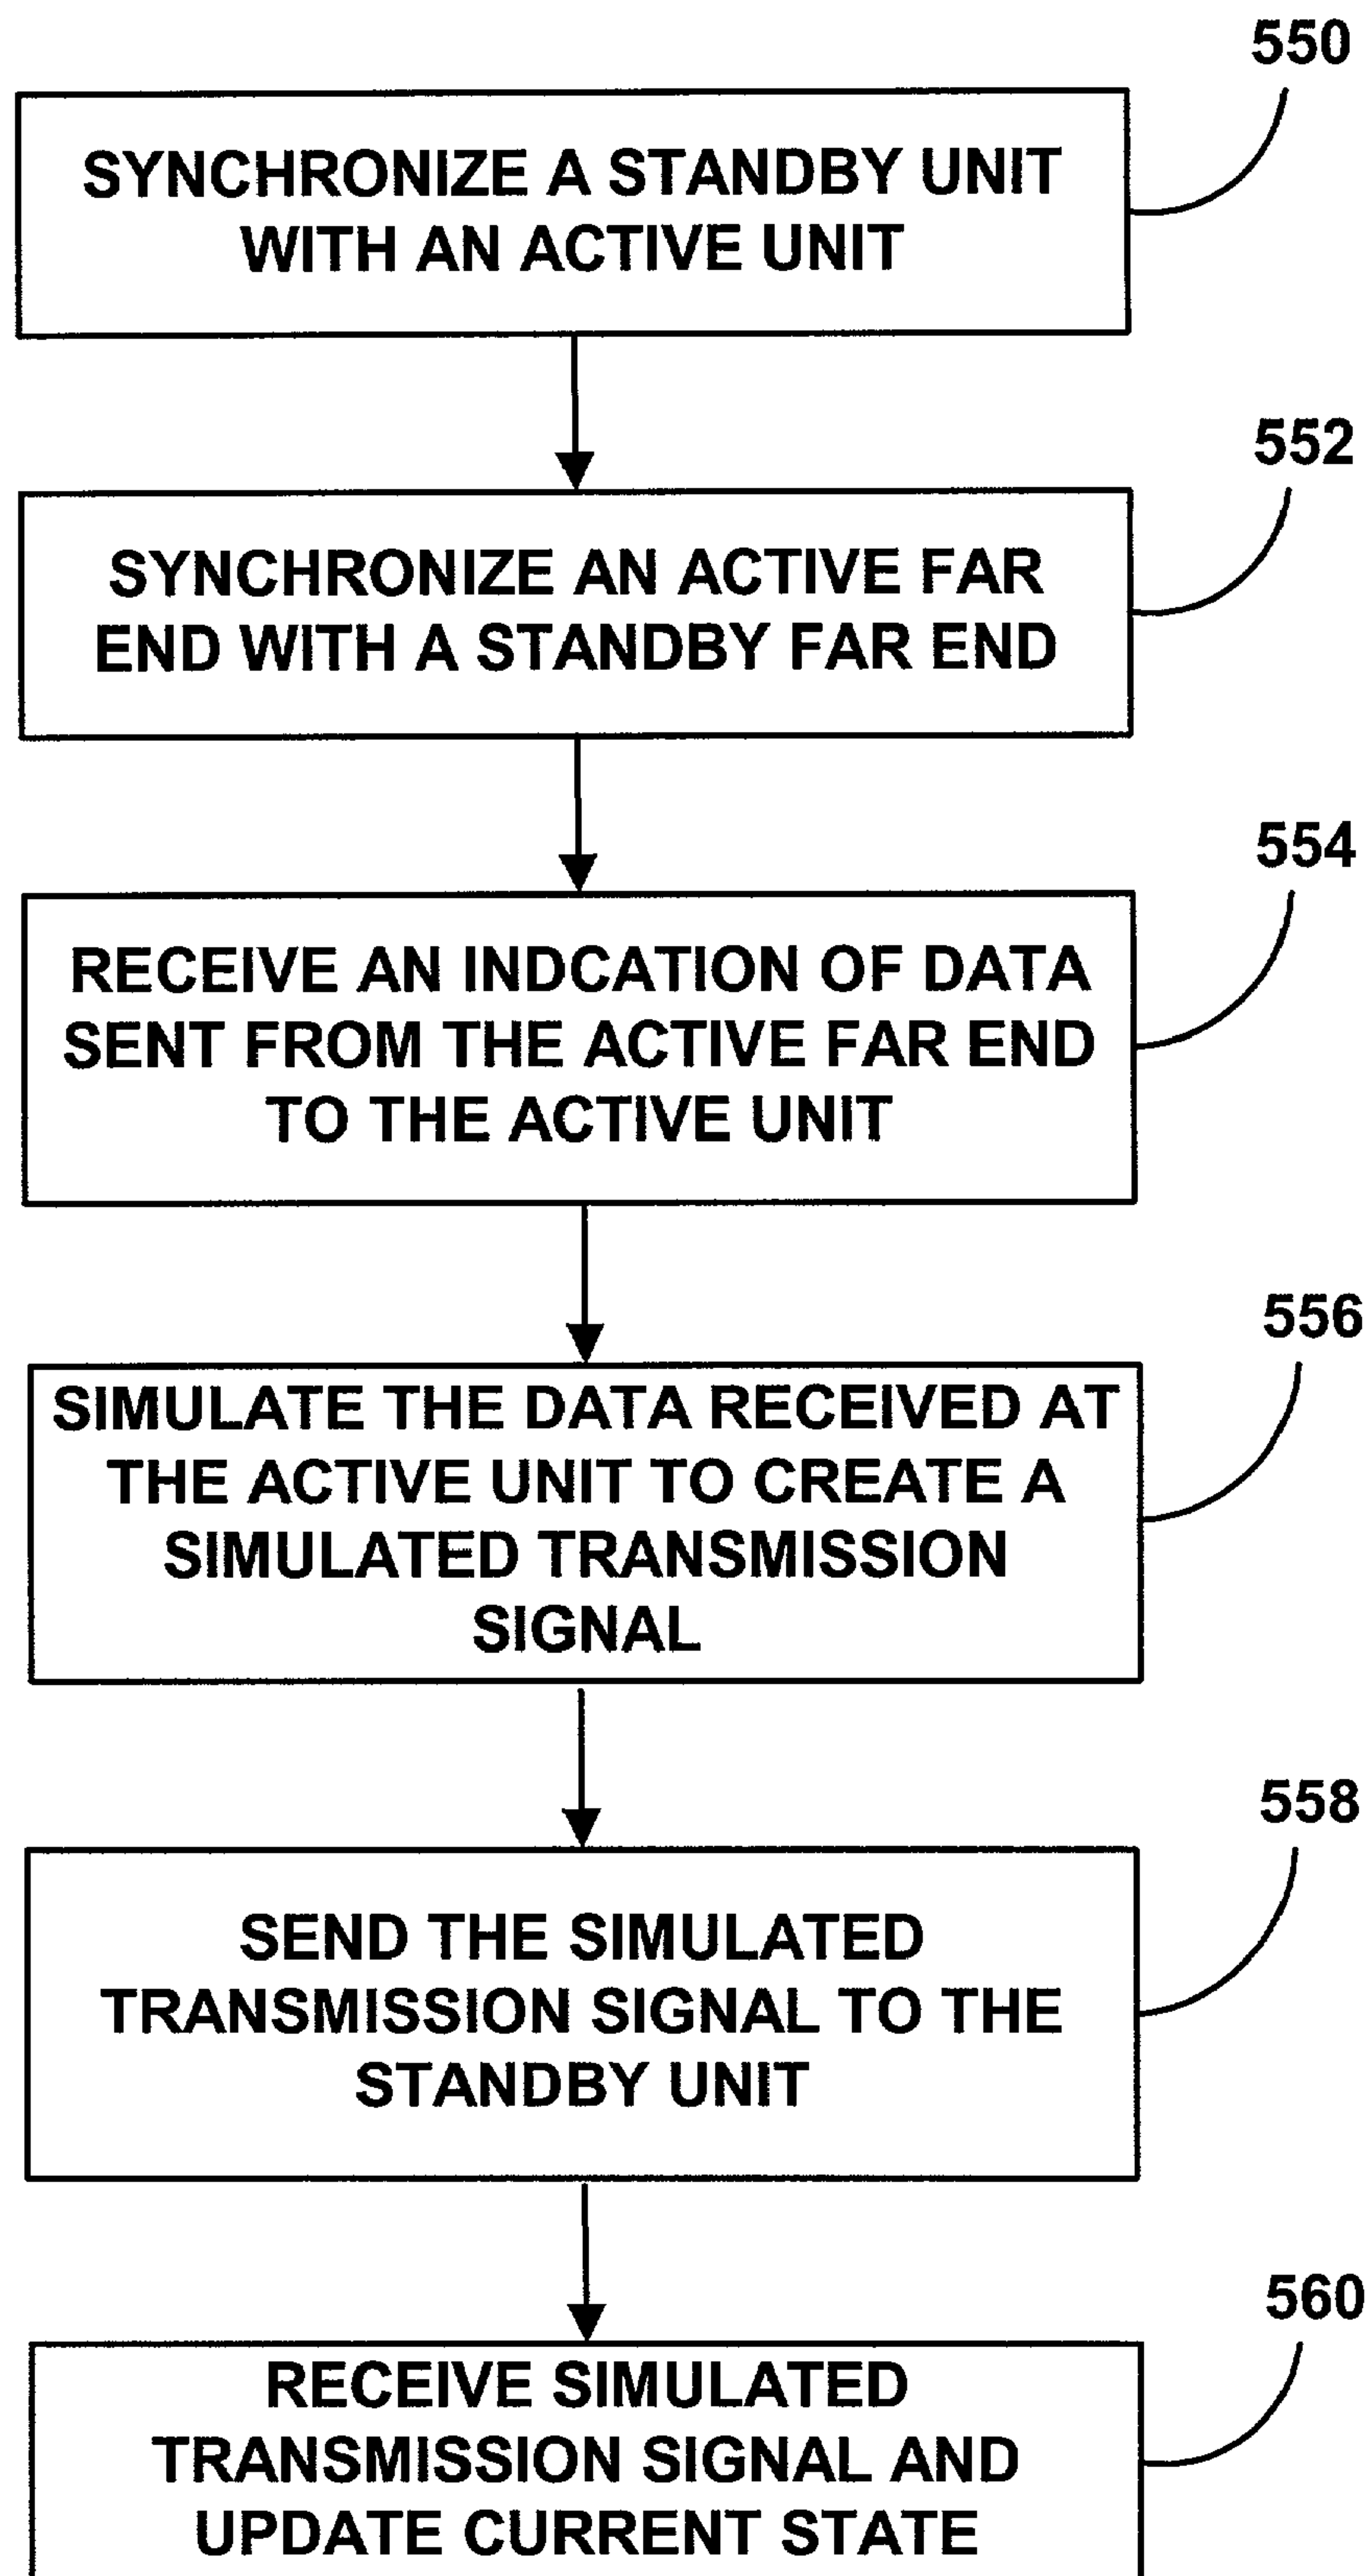 550
SYNCHRONIZE A STANDBY UNIT
WITH AN ACTIVE UNIT
552
SYNCHRONIZE AN ACTIVE FAR
END WITH A STANDBY FAR END
554
RECEIVE AN INDCATION OF DATA
SENT FROM THE ACTIVE FAR END
TO THE ACTIVE UNIT
556
SIMULATE THE DATA RECEIVED AT
THE ACTIVE UNIT TO CREATE A
SIMULATED TRANSMISSION
SIGNAL
558
SEND THE SIMULATED
TRANSMISSION SIGNAL TO THE
STANDBY UNIT
560
RECEIVE SIMULATED
TRANSMISSION SIGNAL AND
UPDATE CURRENT STATE